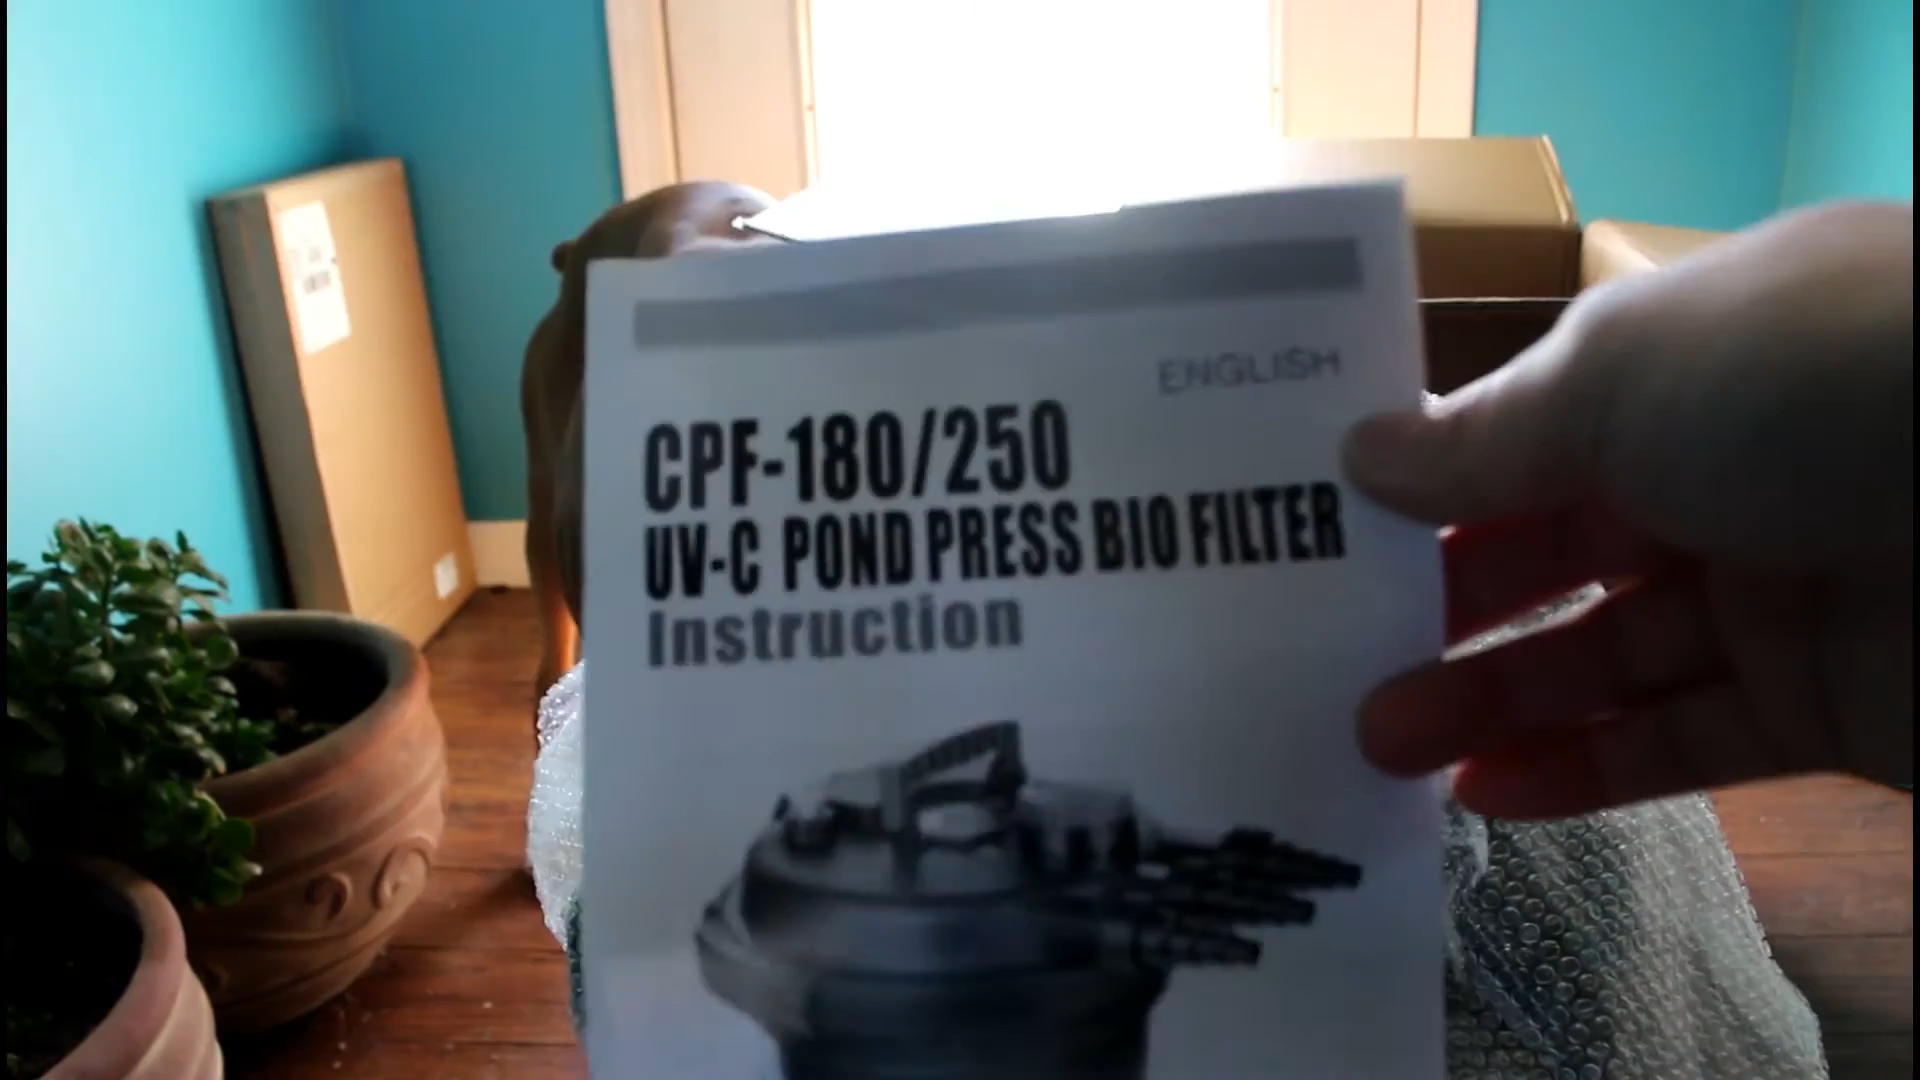 ENGLISH
CPF-180/250
UV-C POND PRESS BIO FILTER
Instruction